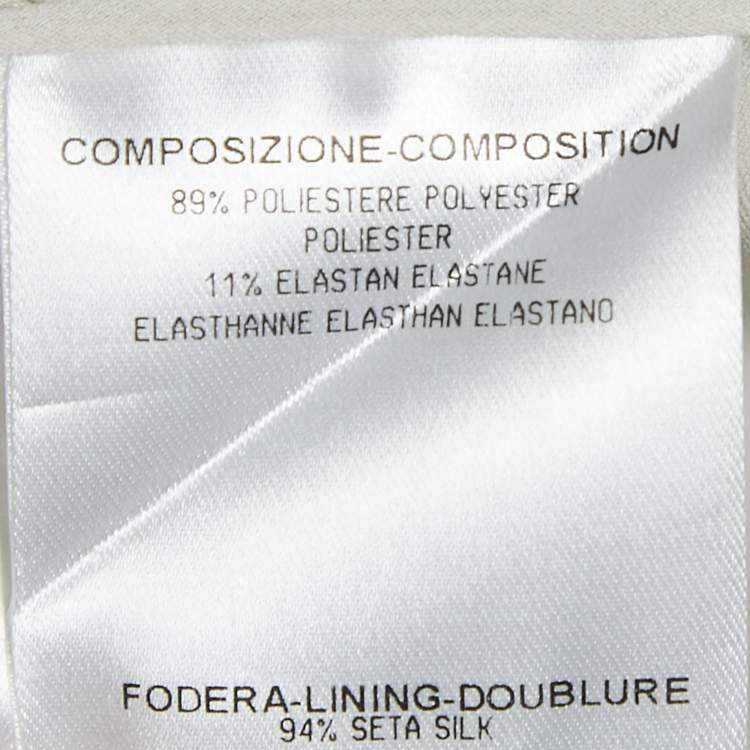 COMPOSIZIONE-COMPOSITION
89% POLIESTERE POLYESTER
POLIESTER
11% ELASTAN ELASTANE
ELASTHANNE ELASTHAN ELASTANO
FODERA-LINING-DOUBLURE
94% SETA SILK